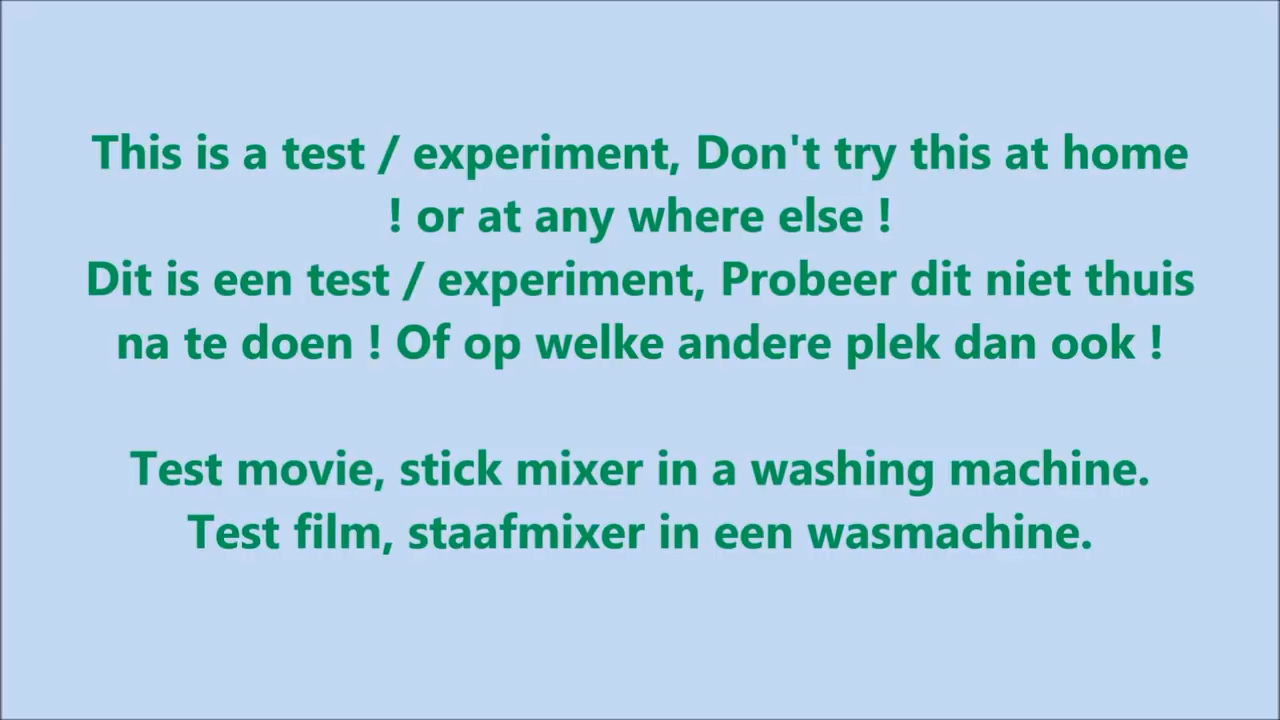 This is a test / experiment, Don't try this at home
! or at any where else !
Dit is een test / experiment, Probeer dit niet thuis
na te doen ! Of op welke andere plek dan ook !
Test movie, stick mixer in a washing machine.
Test film, staafmixer in een wasmachine.